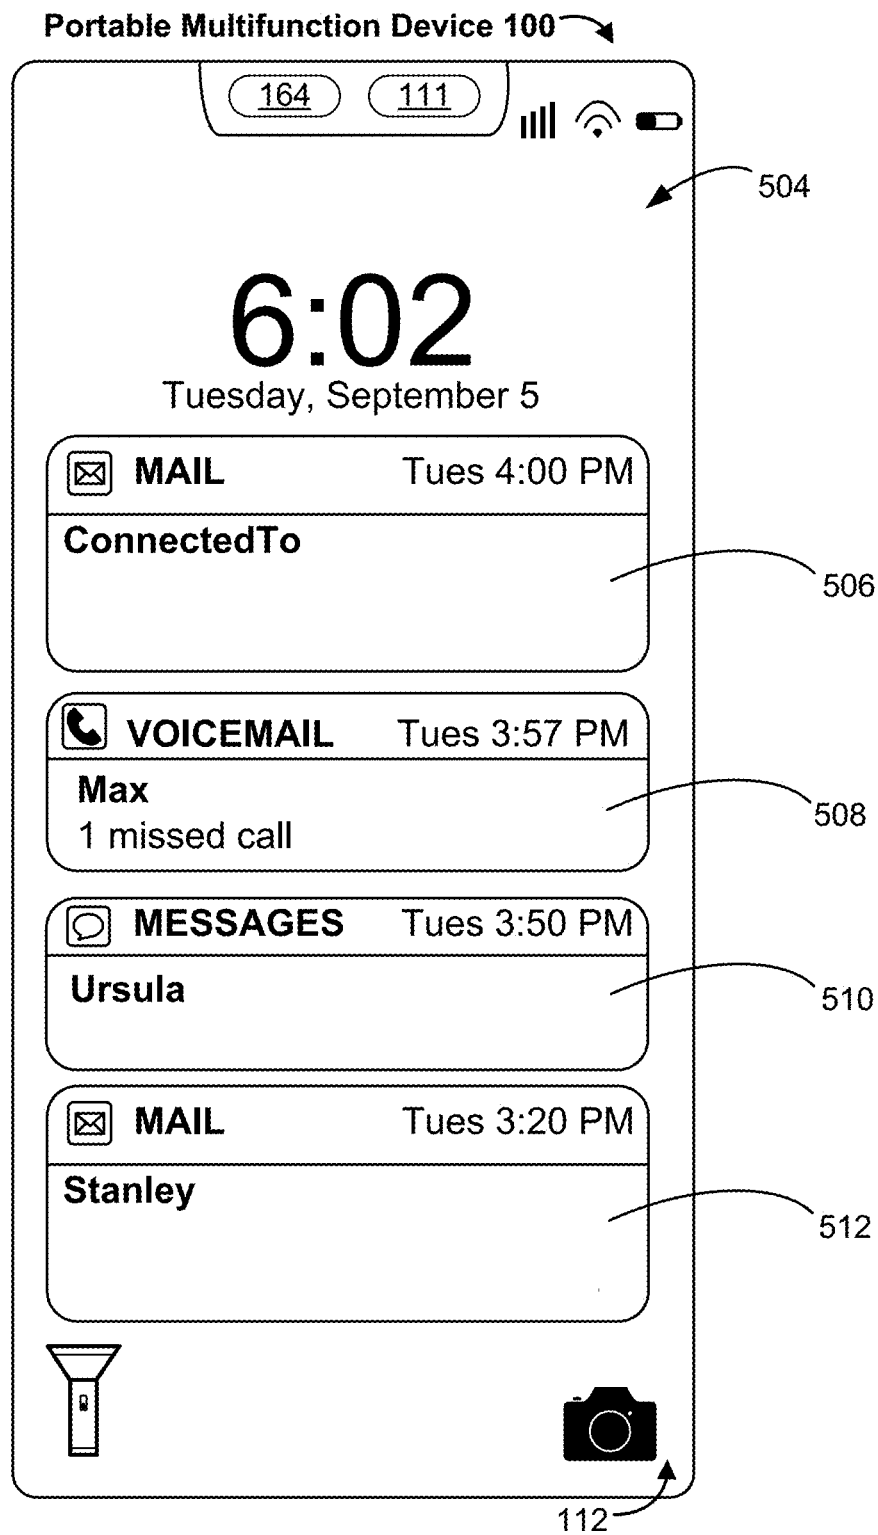 Portable Multifunction Device 100
164 111
504
6:02
Tuesday, September 5
MAIL Tues 4:00 PM
ConnectedTo
506
VOICEMAIL Tues 3:57 PM
Max
508
1 missed call
MESSAGES Tues 3:50 PM
Ursula
510
MAIL Tues 3:20 PM
Stanley
512
112